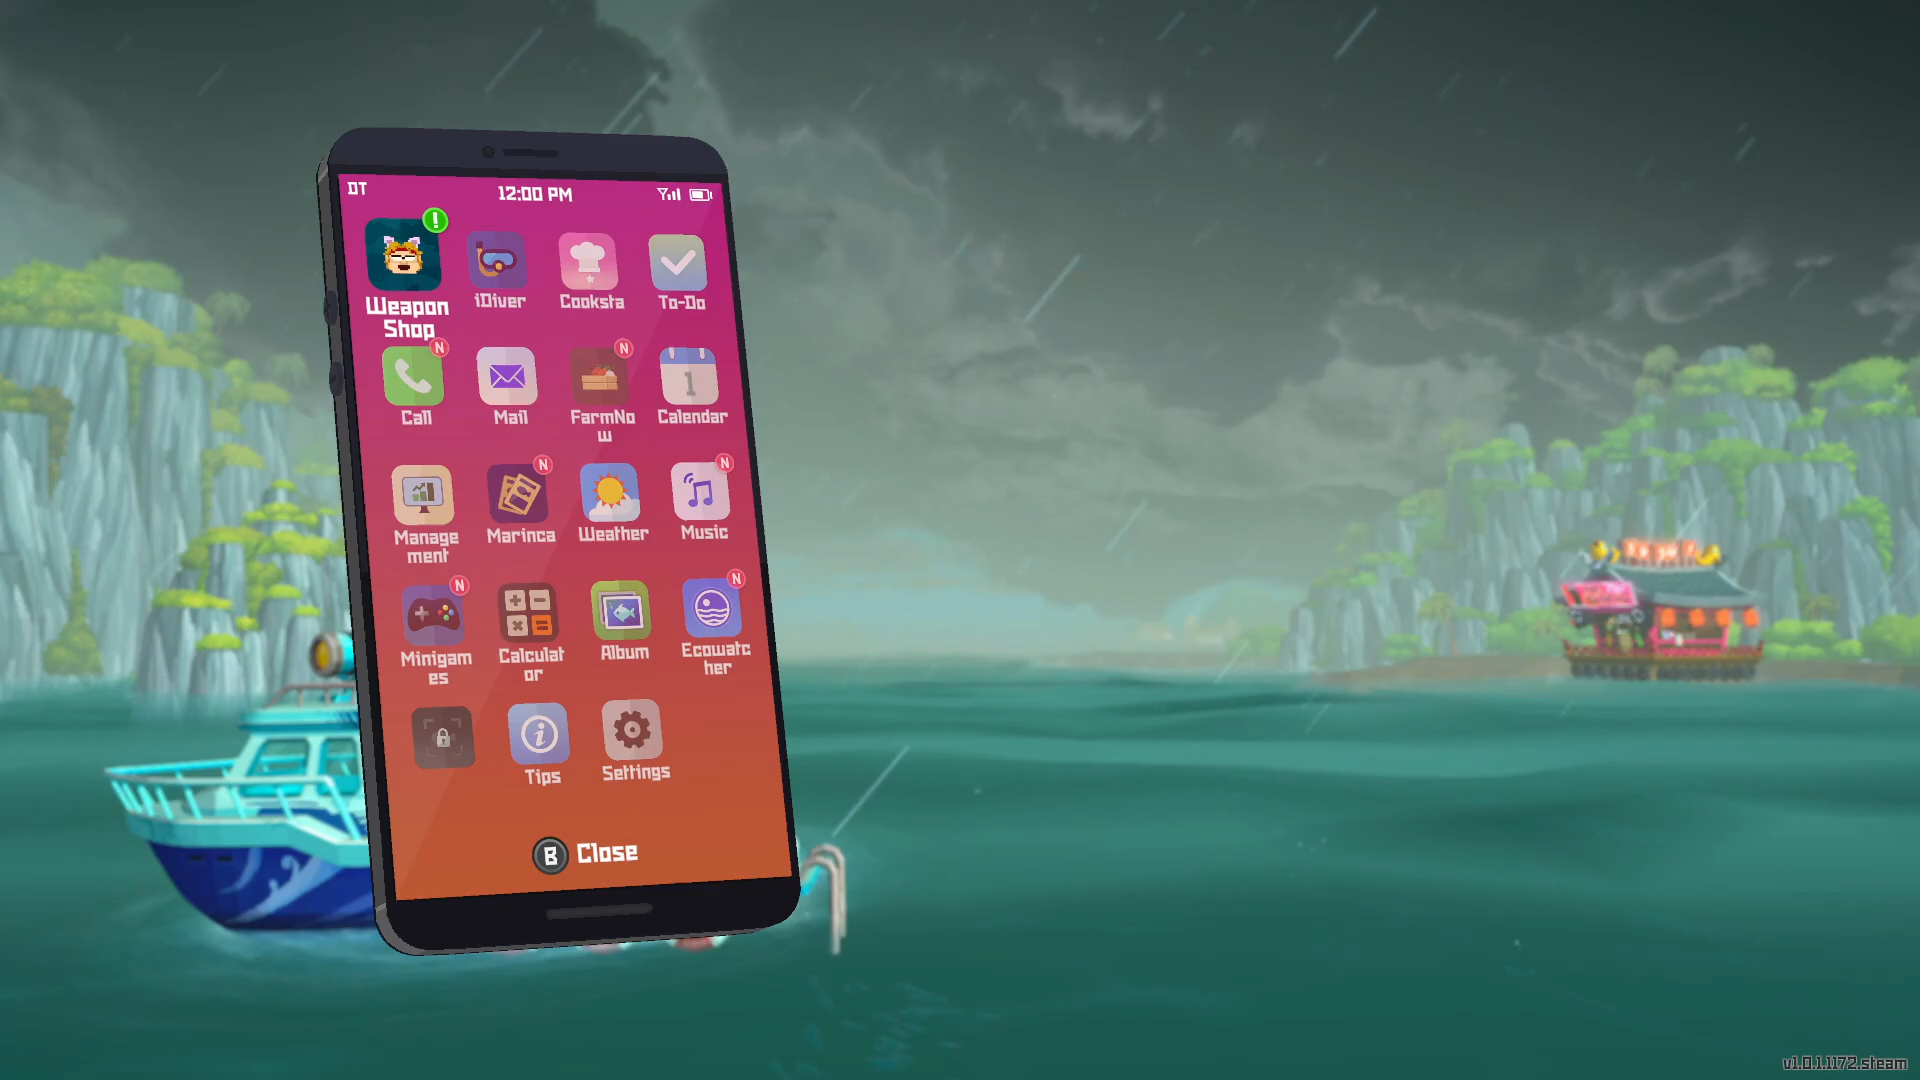 DT
12:00 PM
!
Weapon
Shop
iDiver
Cooksta
To-Do
N
N
1
Call
Mail
FarmNo
w
Calendar
N
N
Manage
ment
Marinca
Weather
Music
N
N
Minigam
es
Calculat
or
Album
Ecowatc
her
i
Tips
Settings
B Close
v1.0.1.1172.steam